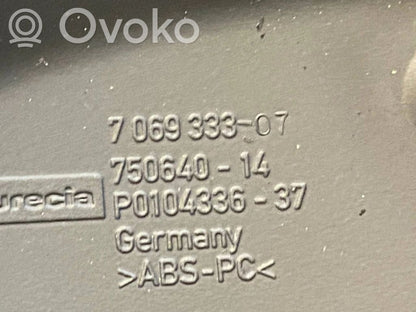 Ovoko
7 069 333-07
750640-14
urecia
P0104336-37
Germany
>ABS-PC<